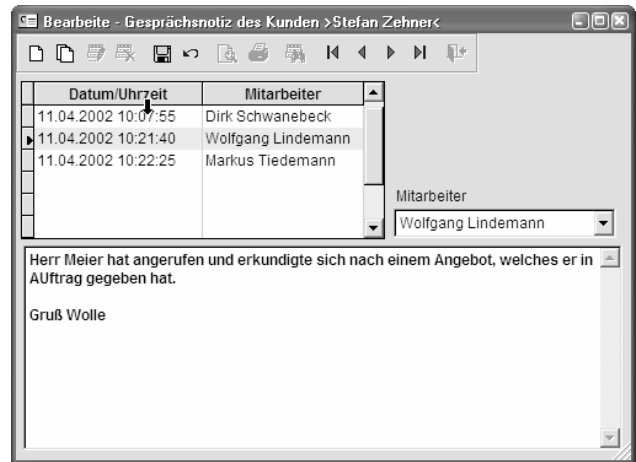 Bearbeite - Gesprächsnotiz des Kunden >Stefan Zehner<
Datum/Uhrzeit Mitarbeiter
11.04.2002 10:07:55 Dirk Schwanebeck
11.04.2002 10:21:40 Wolfgang Lindemann
11.04.2002 10:22:25 Markus Tiedemann
Mitarbeiter
Wolfgang Lindemann
Herr Meier hat angerufen und erkundigte sich nach einem Angebot, welches er in
AUftrag gegeben hat.
Gruß Wolle